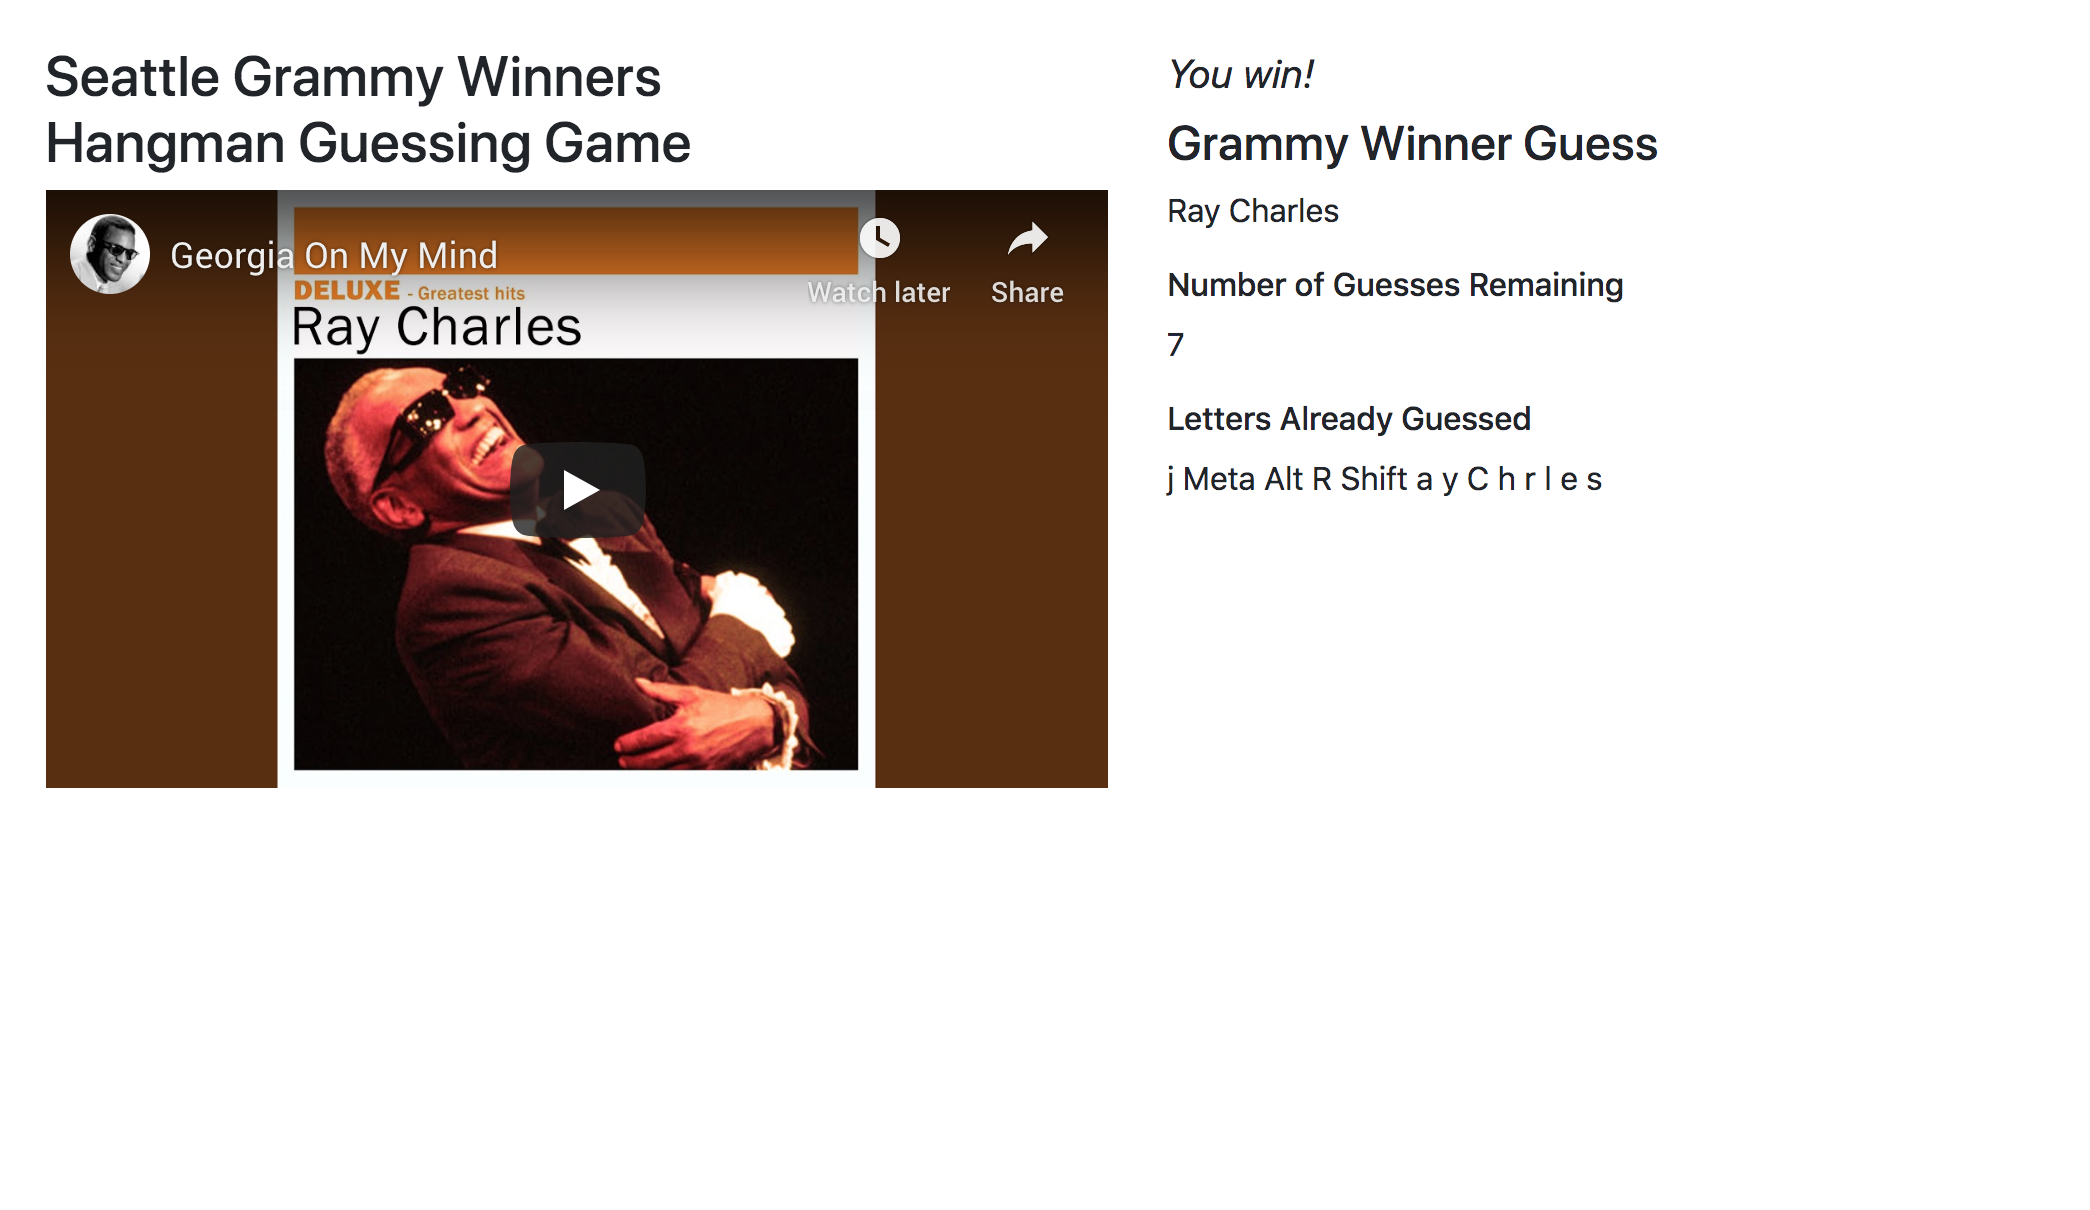 Seattle Grammy Winners
Hangman Guessing Game
Georgia On My Mind
Watch later
Share
DELUXE - Greatest hits
Ray Charles
You win!
Grammy Winner Guess
Ray Charles
Number of Guesses Remaining
7
Letters Already Guessed
j Meta Alt R Shift a y C h r l e s